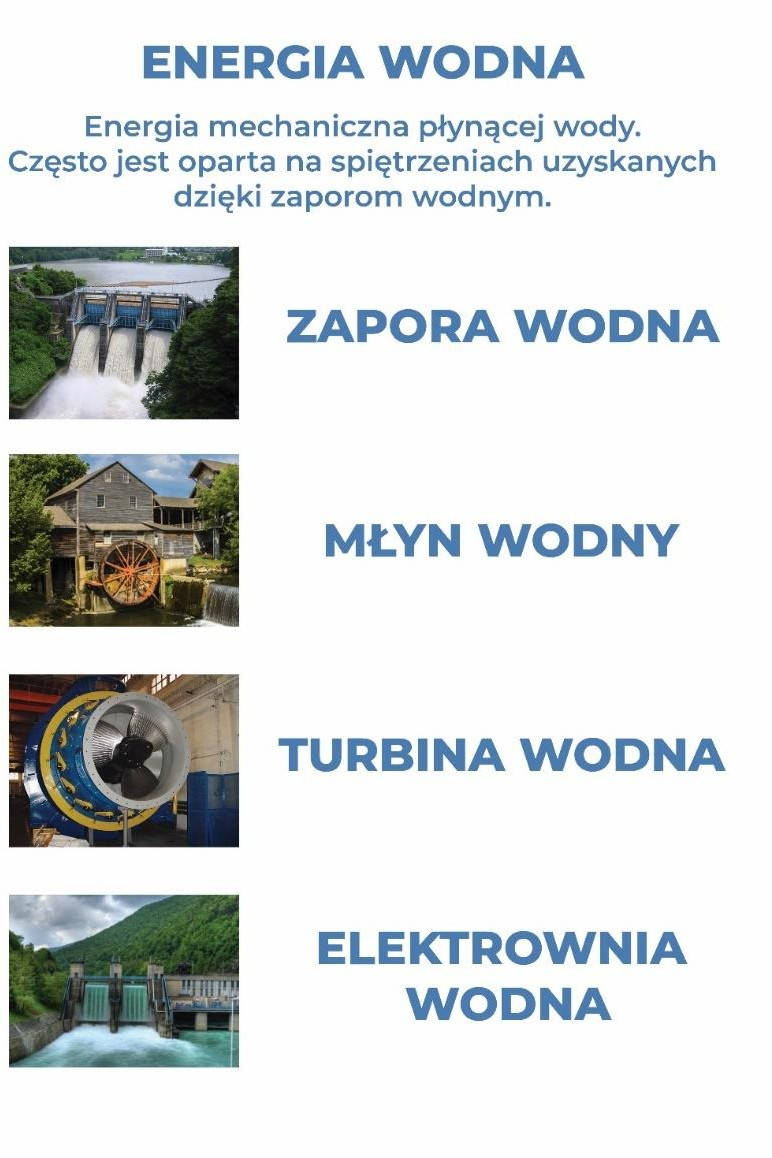 ENERGIA WODNA
Energia mechaniczna płynącej wody.
Często jest oparta na spiętrzeniach uzyskanych
dzięki zaporom wodnym.
ZAPORA WODNA
MŁYN WODNY
TURBINA WODNA
ELEKTROWNIA
WODNA